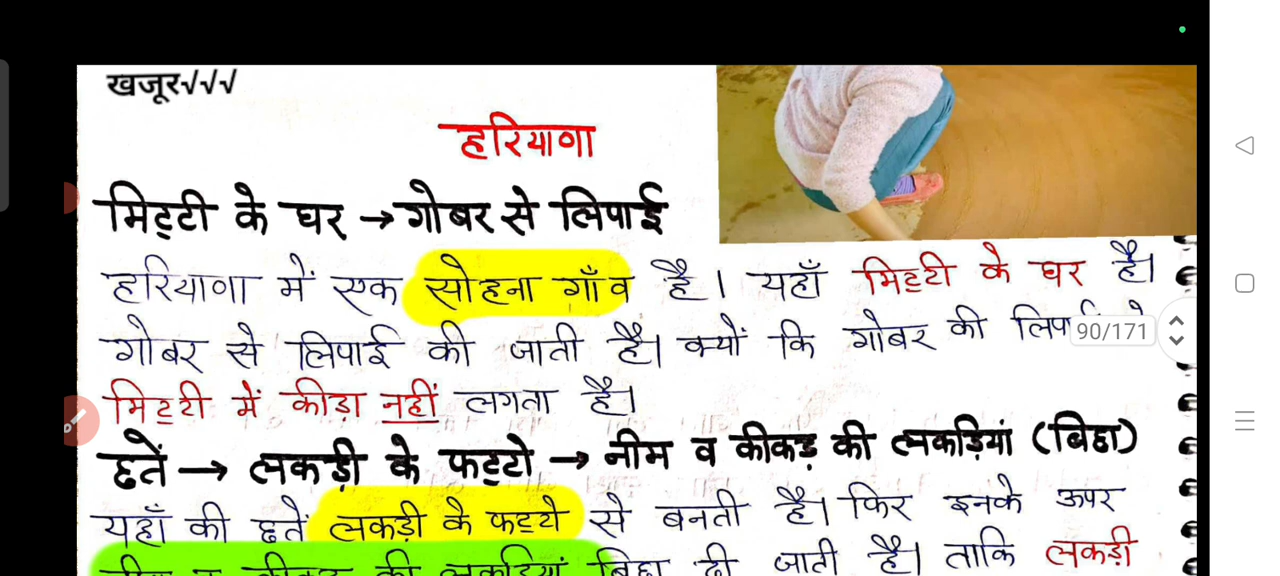 खजूर√√√
हरियाणा
मिट्टी के घर → गोबर से लिपाई
हरियाणा में एक सोहना गाँव है। यहाँ मिट्टी के घर है।
गोबर से लिपाई की जाती है। क्यों कि गोबर की
90/171
मिट्टी में कीड़ा नहीं लगता है।
छतें → लकड़ी के फट्टो → नीम व कीकड़ की लकड़ियां (बिछा)
यहाँ की छतें लकड़ी के फट्टो से बनती है। फिर इनके ऊपर
की लकड़ियां बिछा दी जाती है। ताकि लकड़ी